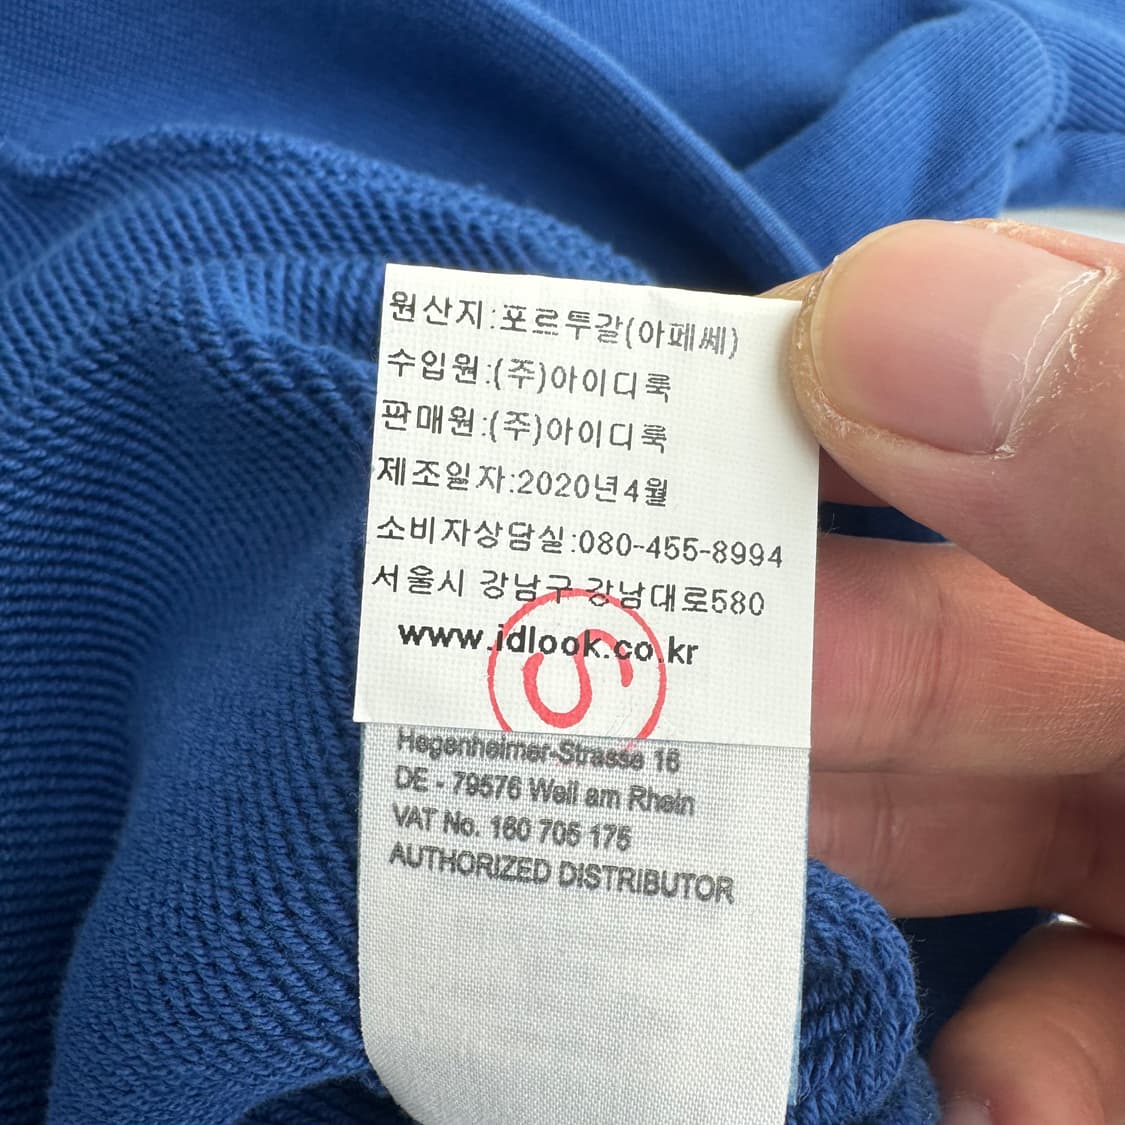 원산지:포르투갈(아페쎄)
수입원:(주)아이디룩
판매원:(주)아이디룩
제조일자:2020년4월
소비자상담실:080-455-8994
서울시 강남구 강남대로580
www.idlook.co.kr
Hegenheimer-Strasse 16
DE - 79576 Weil am Rhein
VAT No. 160 705 175
AUTHORIZED DISTRIBUTOR